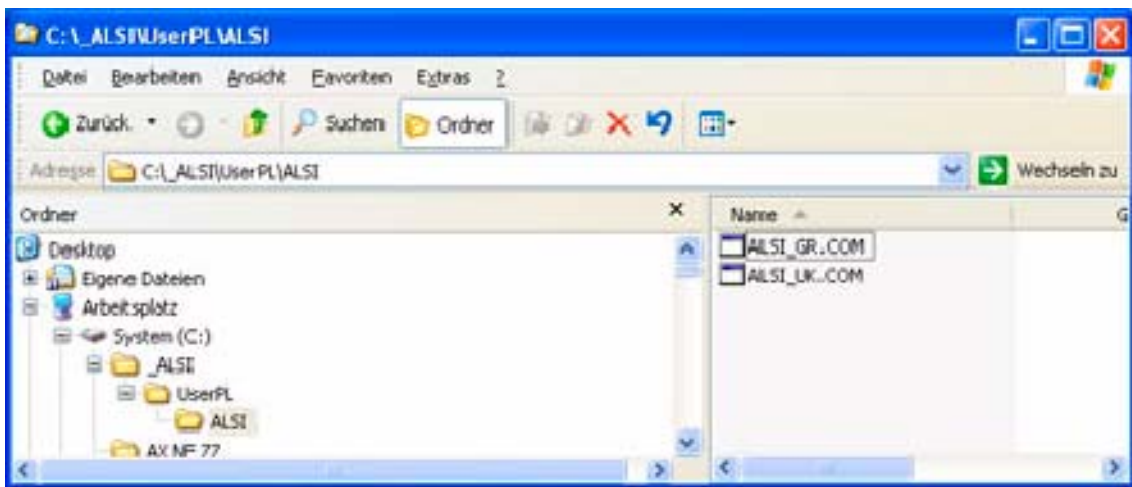 C:\_ALSI\UserPL\ALSI
Datei Bearbeiten Ansicht Favoriten Extras ?
Zurück Suchen Ordner
Adresse C:\_ALSI\UserPL\ALSI Wechseln zu
Ordner
Name G
Desktop
Eigene Dateien
Arbeitsplatz
System (C:)
_ALSI
UserPL
ALSI
ALSI_GR.COM
ALSI_UK.COM